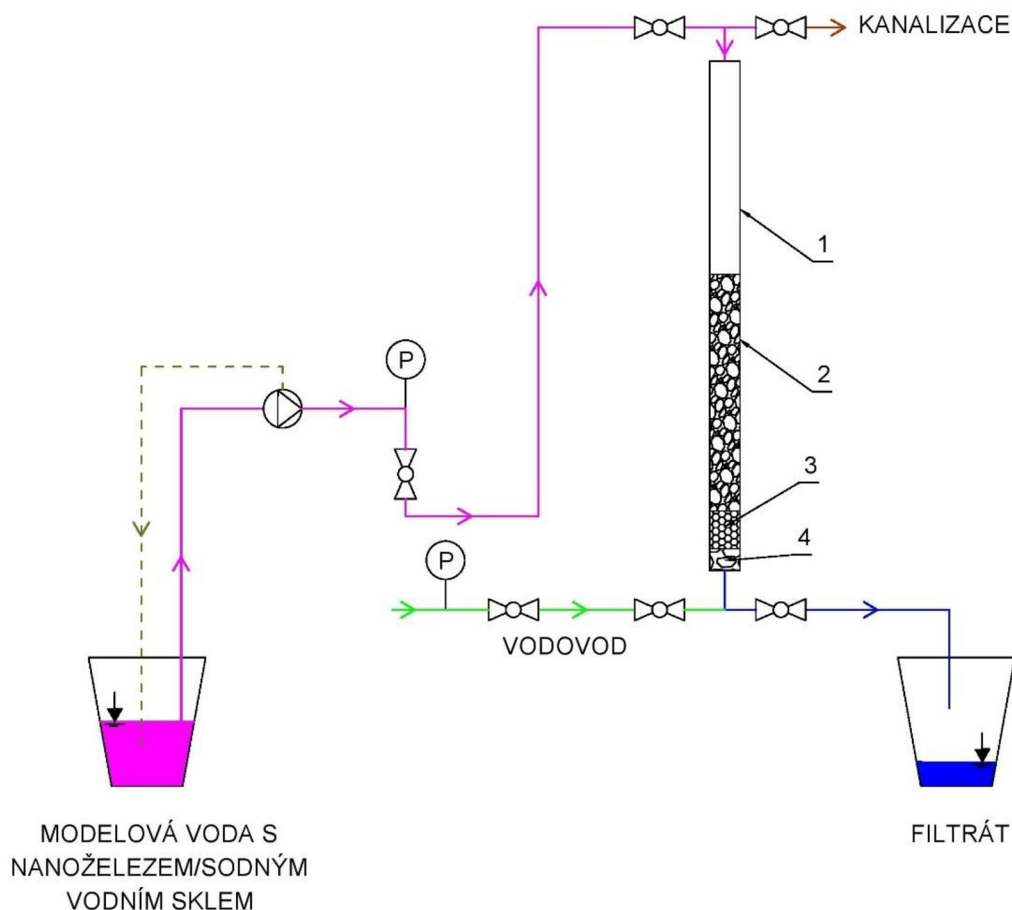 KANALIZACE
1
2
3
4
P
P
VODOVOD
MODELOVÁ VODA S
NANOŽELEZEM/SODNÝM
VODNÍM SKLEM
FILTRÁT